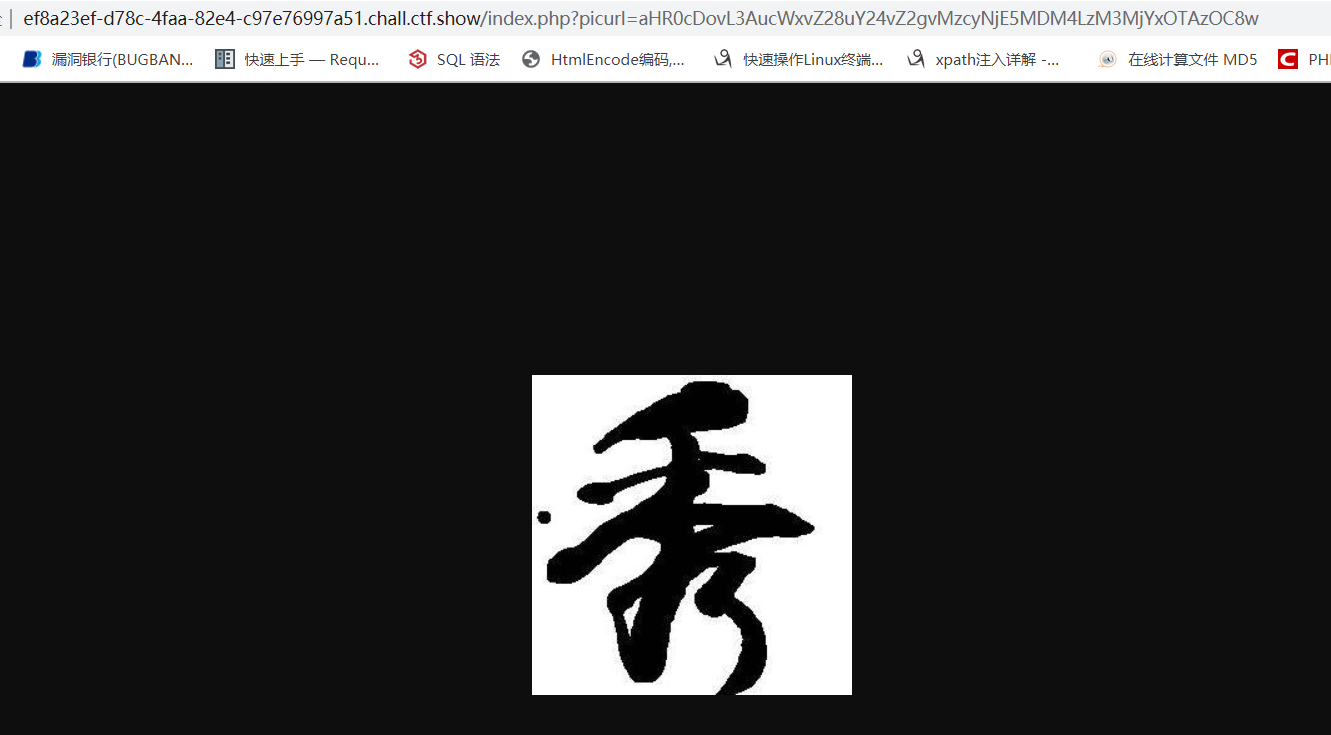 ef8a23ef-d78c-4faa-82e4-c97e76997a51.chall.ctf.show/index.php?picurl=aHR0cDovL3AucWxvZ28uY24vZ2gvMzcyNjE5MDM4LzM3MjYxOTAzOC8w
漏洞银行(BUGBAN... 快速上手 — Requ... SQL 语法 HtmlEncode编码,... 快速操作Linux终端... xpath注入详解 -... 在线计算文件 MD5 PHI
秀